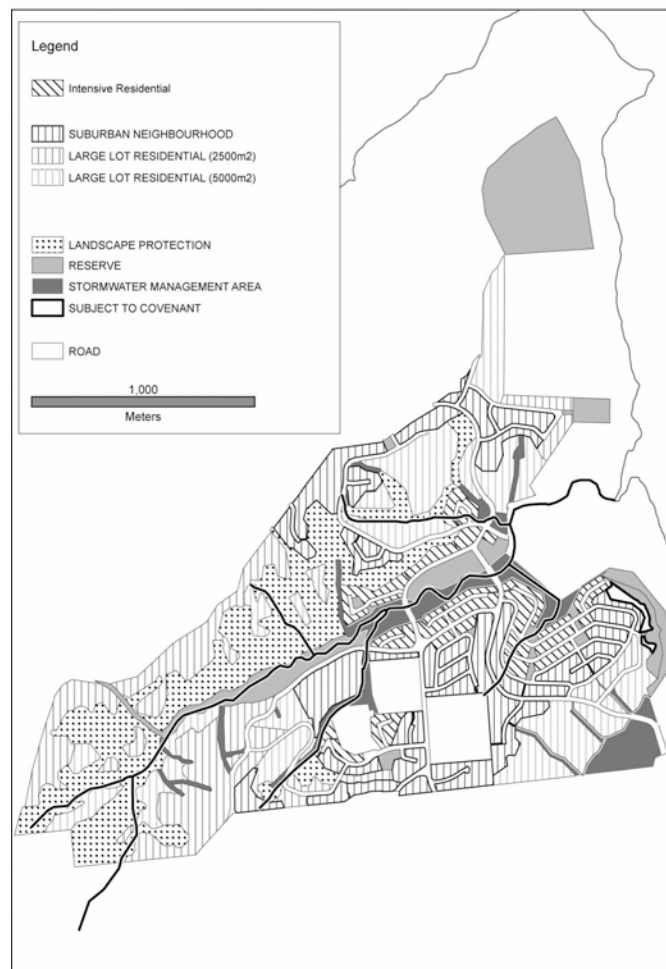 Legend
Intensive Residential
SUBURBAN NEIGHBOURHOOD
LARGE LOT RESIDENTIAL (2500m2)
LARGE LOT RESIDENTIAL (5000m2)
LANDSCAPE PROTECTION
RESERVE
STORMWATER MANAGEMENT AREA
SUBJECT TO COVENANT
ROAD
1,000
Meters